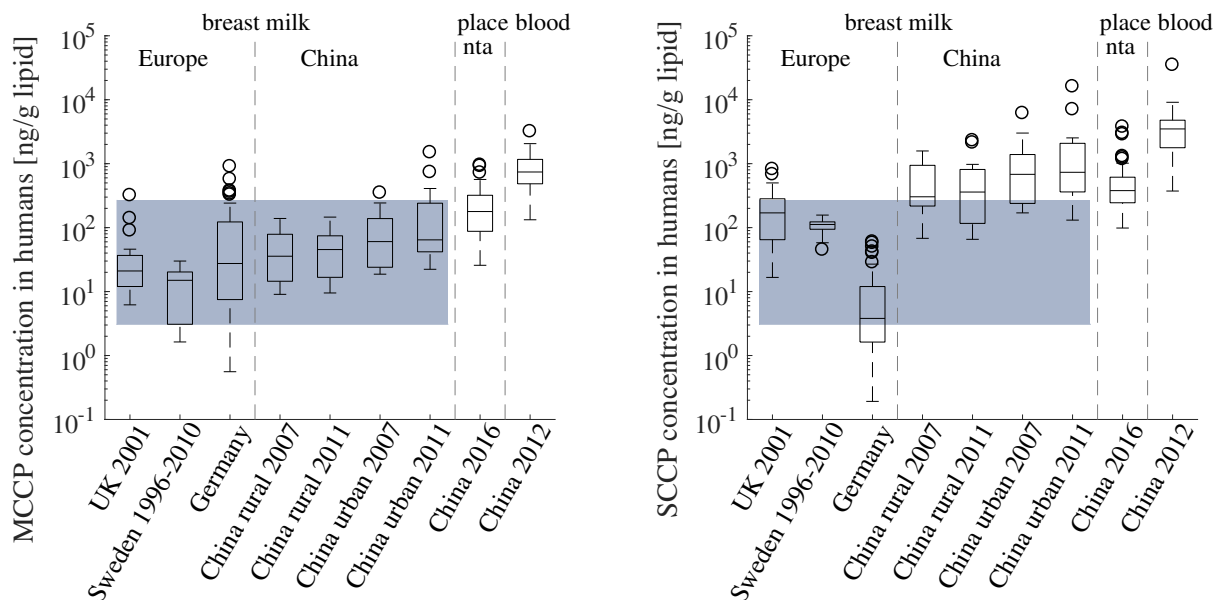 breast milk
place blood
nta
Europe
China
MCCP concentration in humans [ng/g lipid]
10^5
10^4
10^3
10^2
10^1
10^0
10^-1
UK 2001
Sweden 1996-2010
Germany
China rural 2007
China rural 2011
China urban 2007
China urban 2011
China 2016
China 2012
breast milk
place blood
nta
Europe
China
SCCP concentration in humans [ng/g lipid]
10^5
10^4
10^3
10^2
10^1
10^0
10^-1
UK 2001
Sweden 1996-2010
Germany
China rural 2007
China rural 2011
China urban 2007
China urban 2011
China 2016
China 2012